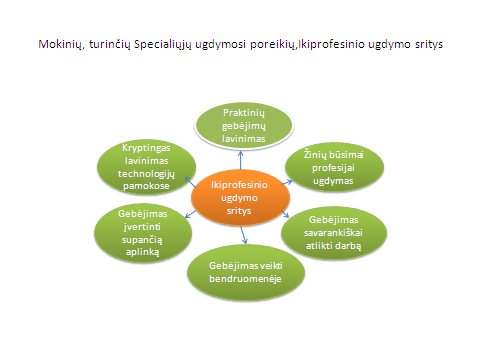 Mokinių, turinčių Specialiųjų ugdymosi poreikių,Ikiprofesinio ugdymo sritys
Praktinių
gebėjimų
lavinimas
Kryptingas
lavinimas
technologijų
pamokose
Žinių būsimai
profesijai
ugdymas
Ikiprofesinio
ugdymo
sritys
Gebėjimas
įvertinti
supančią
aplinką
Gebėjimas
savarankiškai
atlikti darbą
Gebėjimas veikti
bendruomenėje